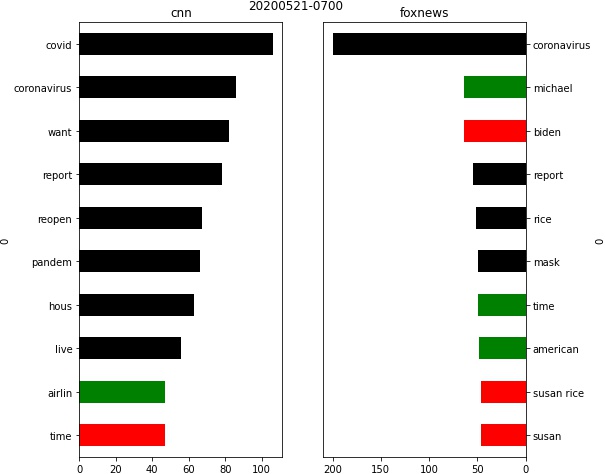 20200521-0700
cnn
foxnews
covid
coronavirus
want
report
reopen
pandem
hous
live
airlin
time
0
0 20 40 60 80 100
coronavirus
michael
biden
report
rice
mask
time
american
susan rice
susan
0
200 150 100 50 0